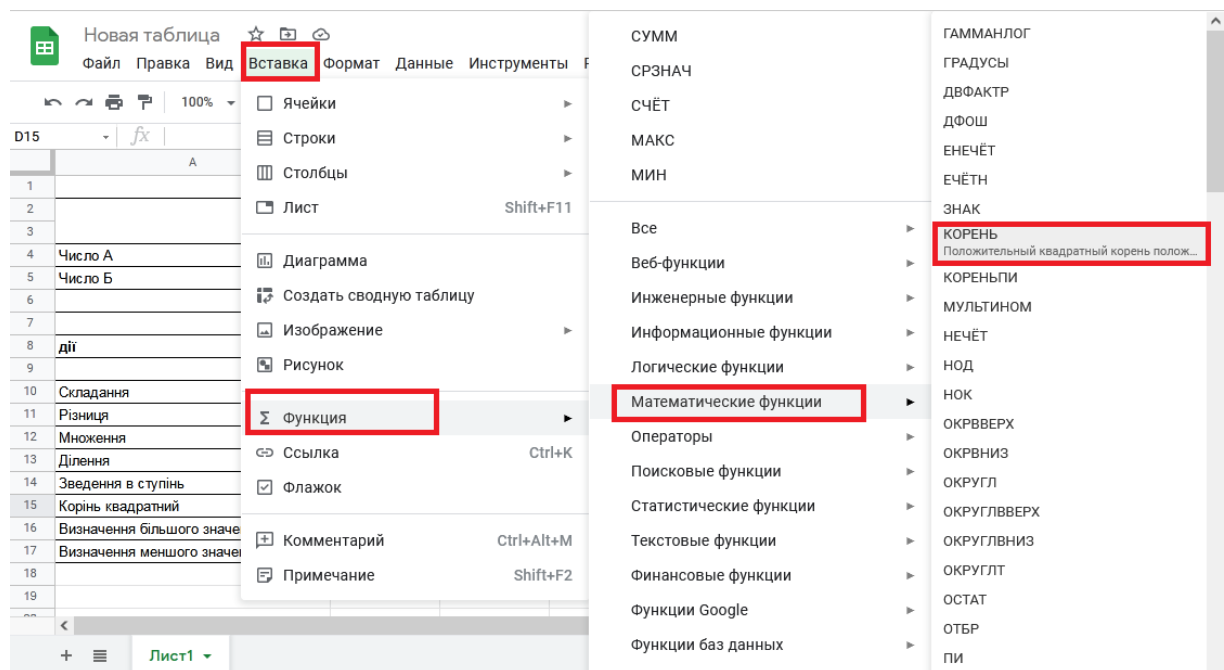 Новая таблица
Файл Правка Вид Вставка Формат Данные Инструменты
100%
D15 fx
A
1
2
3
4 Число А
5 Число Б
6
7
8 дії
9
10 Складання
11 Різниця
12 Множення
13 Ділення
14 Зведення в ступінь
15 Корінь квадратний
16 Визначення більшого значе
17 Визначення меншого значе
18
19
Лист1
Ячейки
Строки
Столбцы
Лист Shift+F11
Диаграмма
Создать сводную таблицу
Изображение
Рисунок
Σ Функция
Ссылка Ctrl+K
Флажок
Комментарий Ctrl+Alt+M
Примечание Shift+F2
СУММ
СРЗНАЧ
СЧЁТ
МАКС
МИН
Все
Веб-функции
Инженерные функции
Информационные функции
Логические функции
Математические функции
Операторы
Поисковые функции
Статистические функции
Текстовые функции
Финансовые функции
Функции Google
Функции баз данных
ГАММАНЛОГ
ГРАДУСЫ
ДВФАКТР
ДФОШ
ЕНЕЧЁТ
ЕЧЁТН
ЗНАК
КОРЕНЬ
Положительный квадратный корень полож...
КОРЕНЬПИ
МУЛЬТИНОМ
НЕЧЁТ
НОД
НОК
ОКРВВЕРХ
ОКРВНИЗ
ОКРУГЛ
ОКРУГЛВВЕРХ
ОКРУГЛВНИЗ
ОКРУГЛТ
ОСТАТ
ОТБР
ПИ